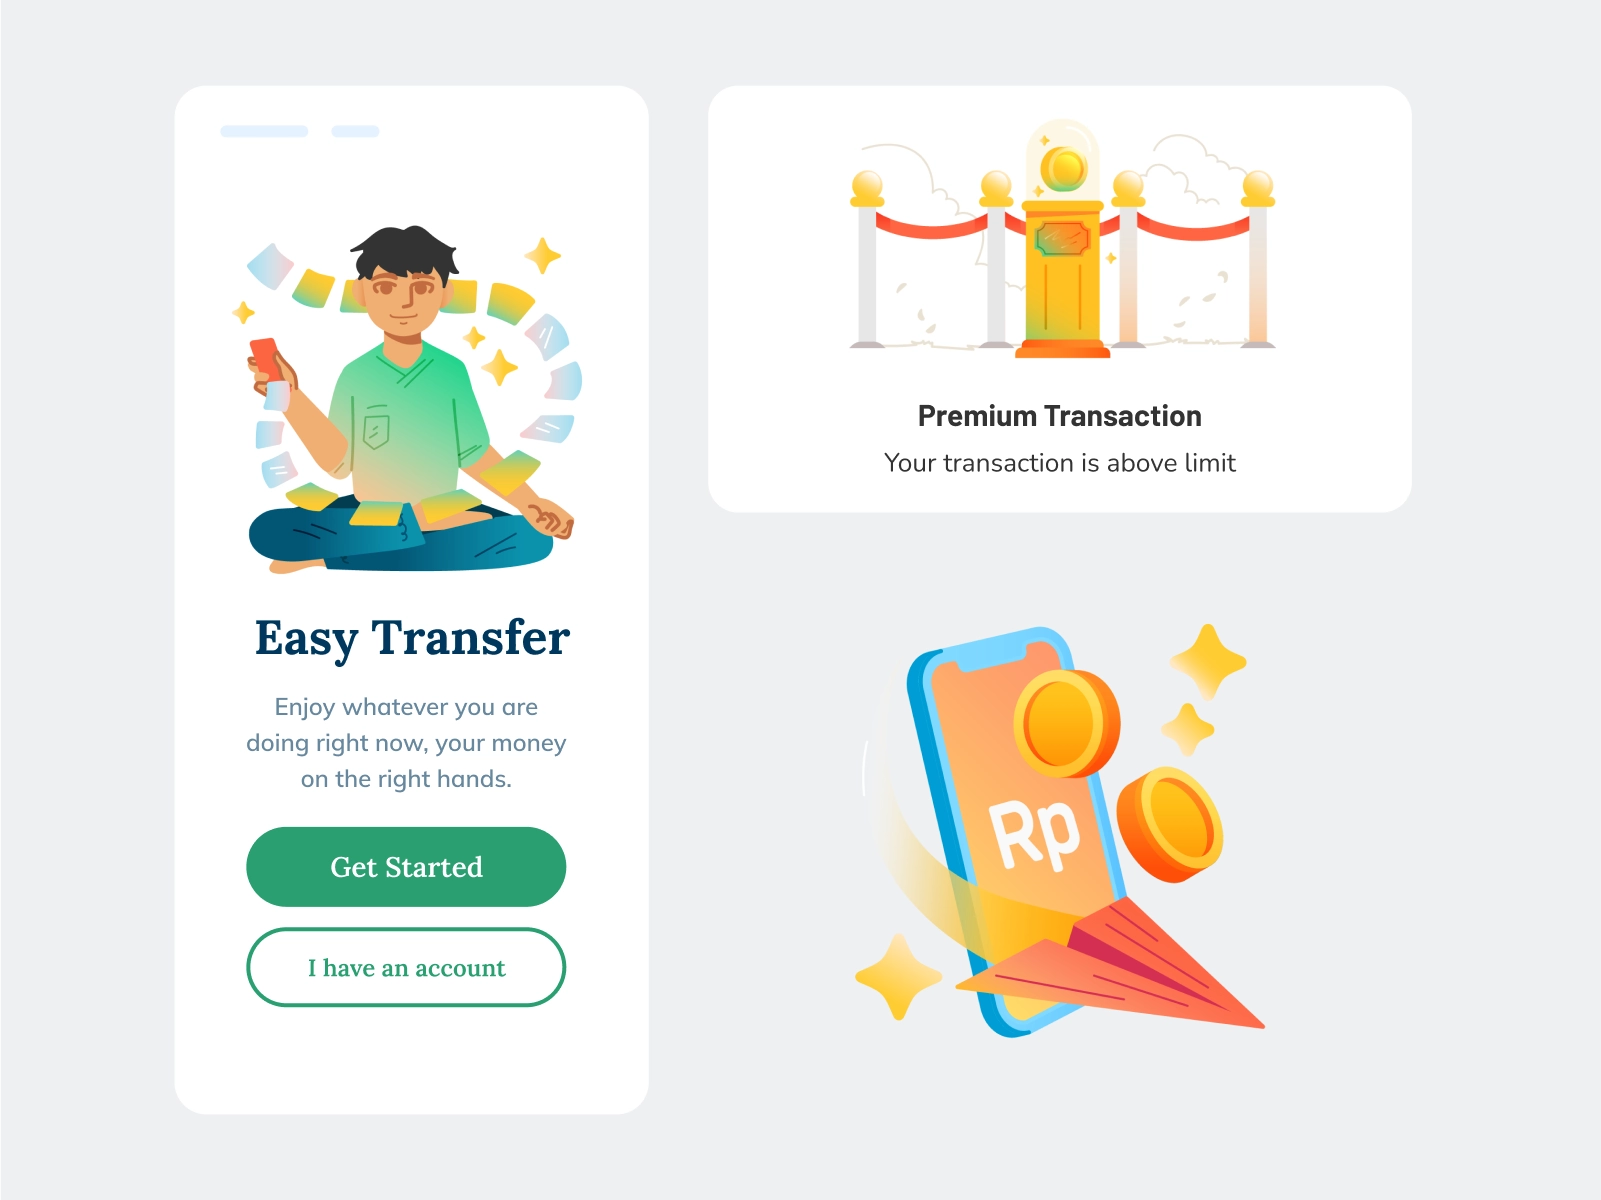 Easy Transfer
Enjoy whatever you are
doing right now, your money
on the right hands.
Get Started
I have an account
Premium Transaction
Your transaction is above limit
Rp